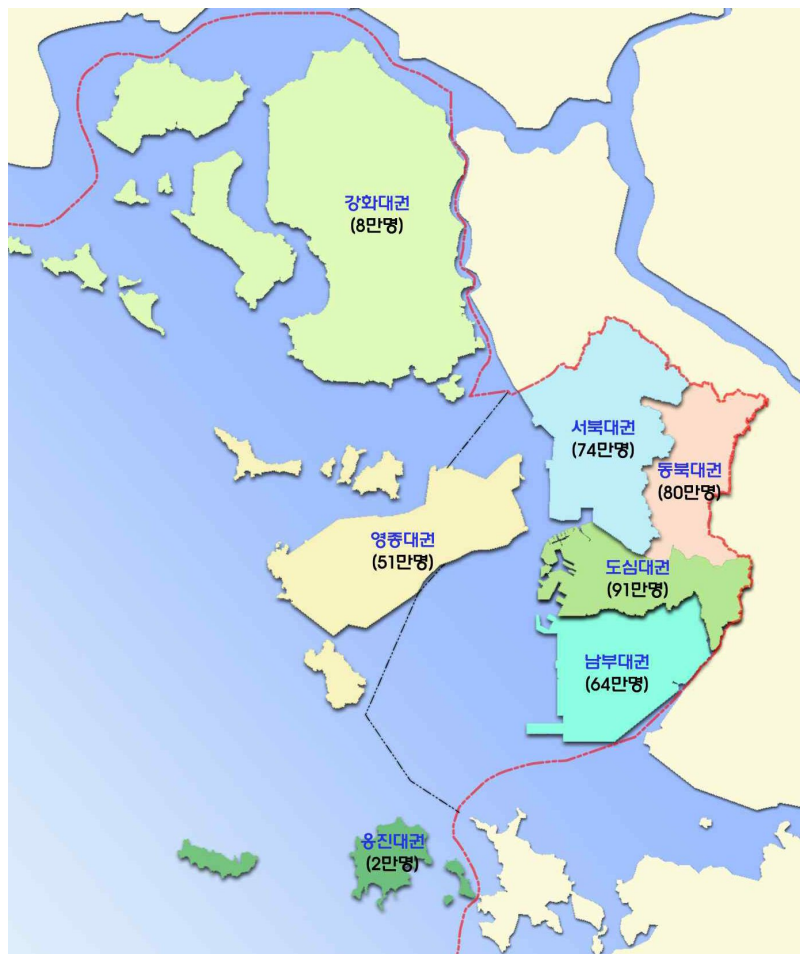 강화대권
(8만명)
서북대권
(74만명)
동북대권
(80만명)
영종대권
(51만명)
도심대권
(91만명)
남부대권
(64만명)
옹진대권
(2만명)